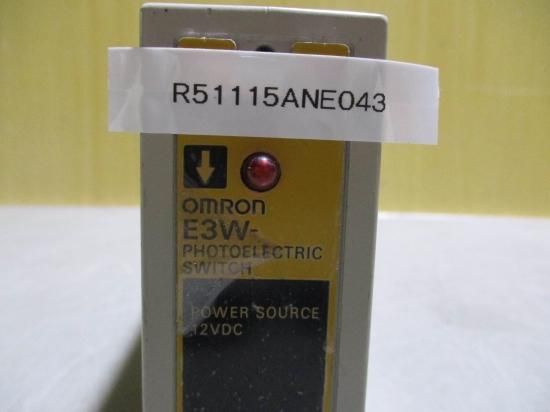 R51115ANE043
OMRON
E3W-
PHOTOELECTRIC
SWITCH
POWER SOURCE
12VDC